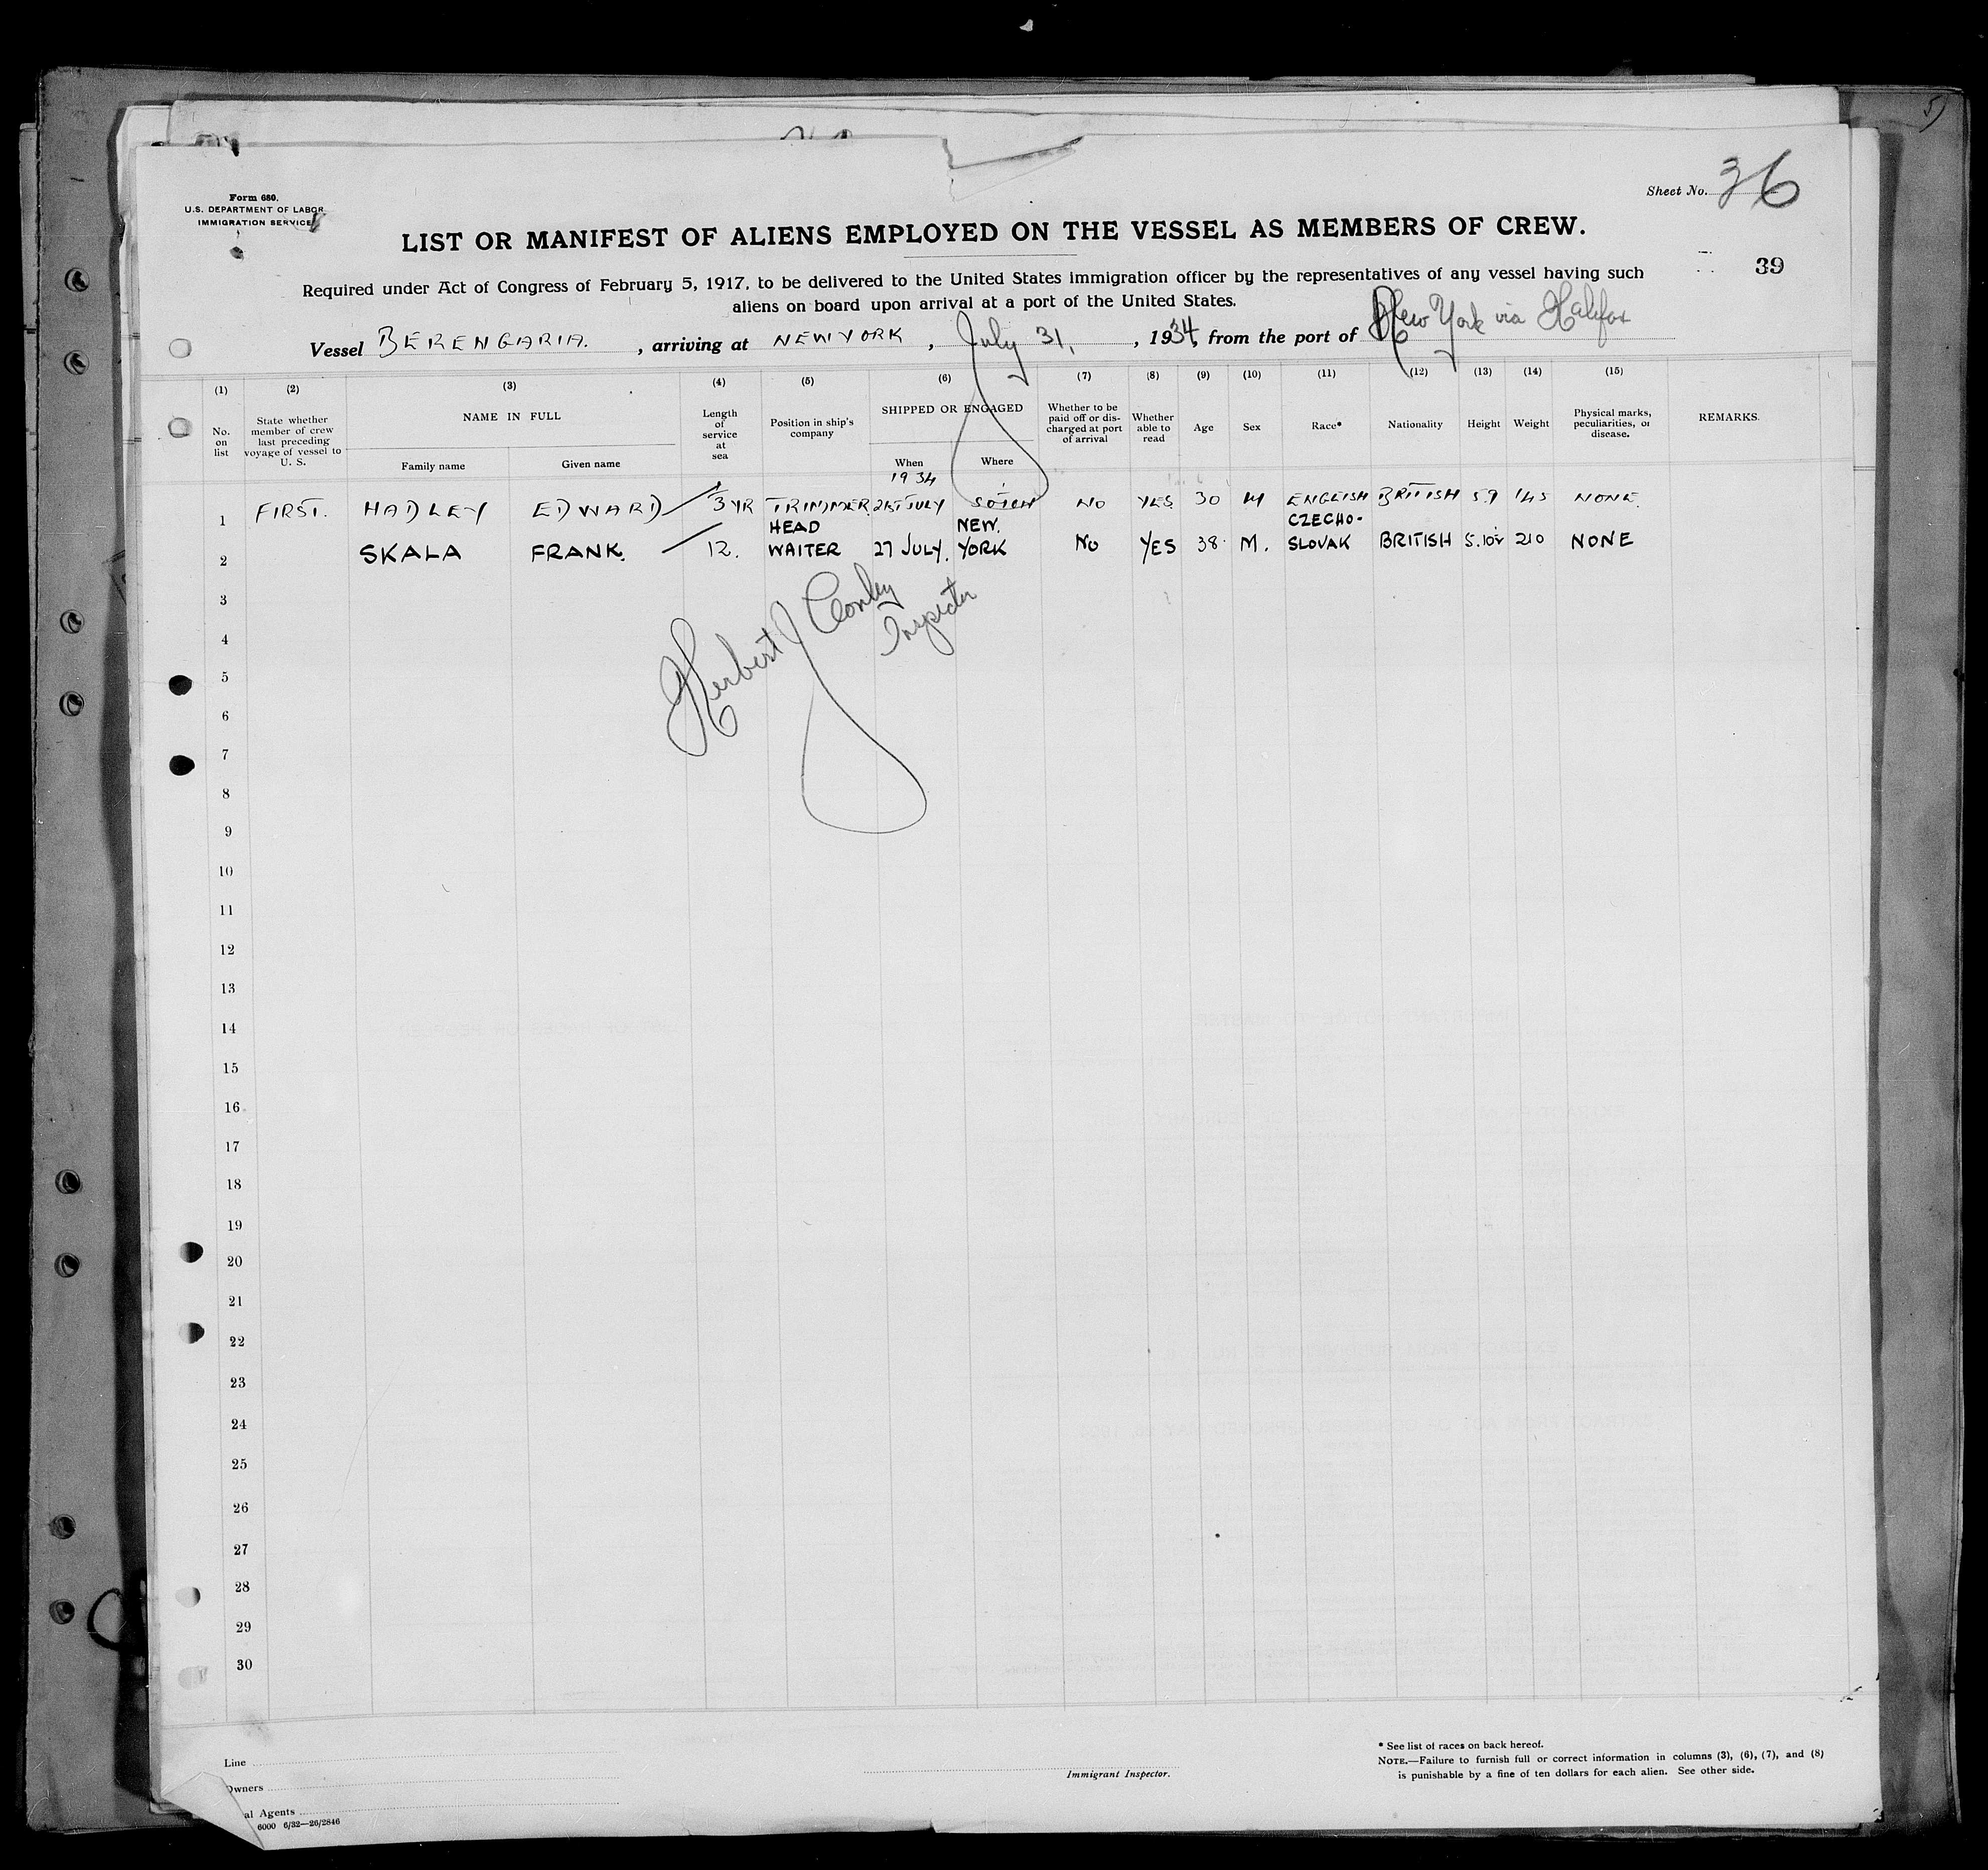 5)
Form 680.
U.S. DEPARTMENT OF LABOR
IMMIGRATION SERVICE
Sheet No. 36
LIST OR MANIFEST OF ALIENS EMPLOYED ON THE VESSEL AS MEMBERS OF CREW.
39
Required under Act of Congress of February 5, 1917, to be delivered to the United States immigration officer by the representatives of any vessel having such
aliens on board upon arrival at a port of the United States.
Vessel BERENGARIA. , arriving at NEW YORK , July 31, , 1934, from the port of New York via Halifax
(1) (2) (3) (4) (5) (6) (7) (8) (9) (10) (11) (12) (13) (14) (15)
No. on list
State whether member of crew last preceding voyage of vessel to U. S.
NAME IN FULL
Family name
Given name
Length of service at sea
Position in ship's company
SHIPPED OR ENGAGED
When
Where
Whether to be paid off or discharged at port of arrival
Whether able to read
Age
Sex
Race*
Nationality
Height
Weight
Physical marks, peculiarities, or disease.
REMARKS.
1934
1 FIRST. HADLEY EDWARD 3 YR TRIMMER 21ST JULY SOTON NO YES 30 M ENGLISH BRITISH 5.9 145 NONE.
2 SKALA FRANK. 12. HEAD WAITER 27 JULY. NEW. YORK NO YES 38 M. CZECHO-SLOVAK BRITISH 5.10½ 210 NONE
Herbert J Conley
Inspector
3
4
5
6
7
8
9
10
11
12
13
14
15
16
17
18
19
20
21
22
23
24
25
26
27
28
29
30
Line
Owners
al Agents
6000 6/32—26/2846
Immigrant Inspector.
* See list of races on back hereof.
NOTE.—Failure to furnish full or correct information in columns (3), (6), (7), and (8)
is punishable by a fine of ten dollars for each alien. See other side.